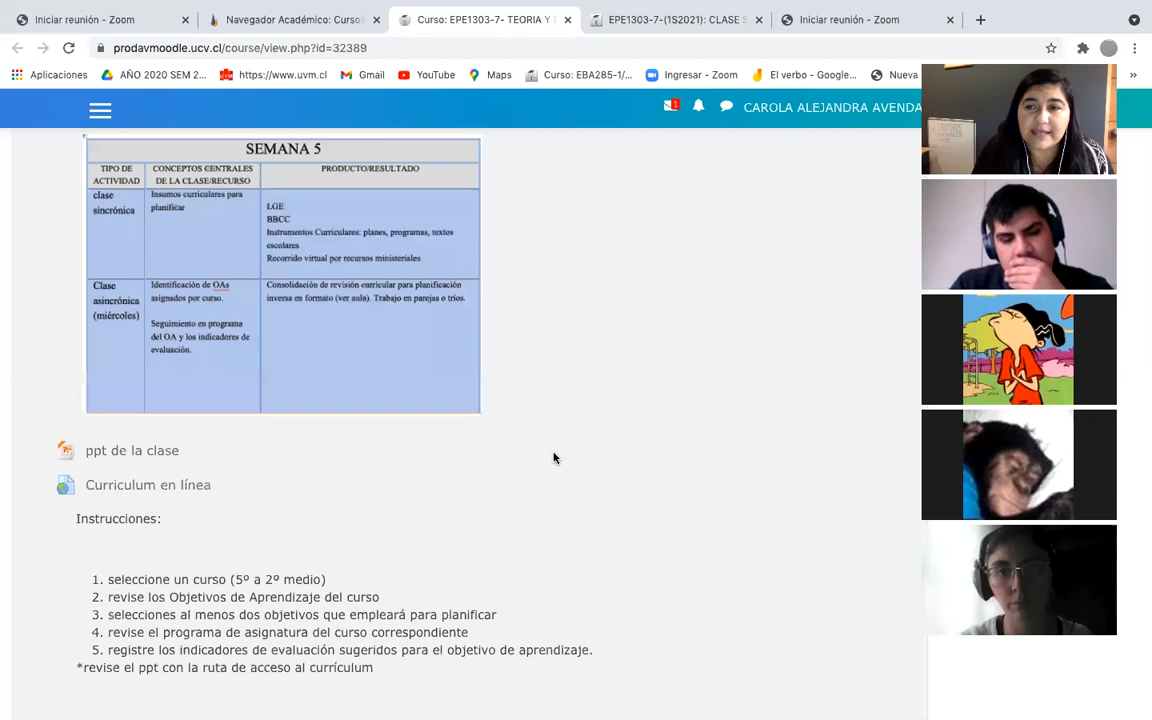 Iniciar reunión - Zoom
Navegador Académico: Curso:
Curso: EPE1303-7- TEORIA Y
EPE1303-7-(1S2021): CLASE S
Iniciar reunión - Zoom
prodavmoodle.ucv.cl/course/view.php?id=32389
Aplicaciones
AÑO 2020 SEM 2...
https://www.uvm.cl
Gmail
YouTube
Maps
Curso: EBA285-1/...
Ingresar - Zoom
El verbo - Google...
Nueva
1
CAROLA ALEJANDRA AVENDA
SEMANA 5
TIPO DE ACTIVIDAD
CONCEPTOS CENTRALES DE LA CLASE/RECURSO
PRODUCTO/RESULTADO
clase
sincrónica
Insumos curriculares para
planificar
LGE
BBCC
Instrumentos Curriculares: planes, programas, textos
escolares
Recorrido virtual por recursos ministeriales
Clase
asincrónica
(miércoles)
Identificación de OAs
asignados por curso.
Seguimiento en programa
del OA y los indicadores de
evaluación.
Consolidación de revisión curricular para planificación
inversa en formato (ver aula). Trabajo en parejas o tríos.
ppt de la clase
Curriculum en línea
Instrucciones:
1. seleccione un curso (5º a 2º medio)
2. revise los Objetivos de Aprendizaje del curso
3. selecciones al menos dos objetivos que empleará para planificar
4. revise el programa de asignatura del curso correspondiente
5. registre los indicadores de evaluación sugeridos para el objetivo de aprendizaje.
*revise el ppt con la ruta de acceso al currículum